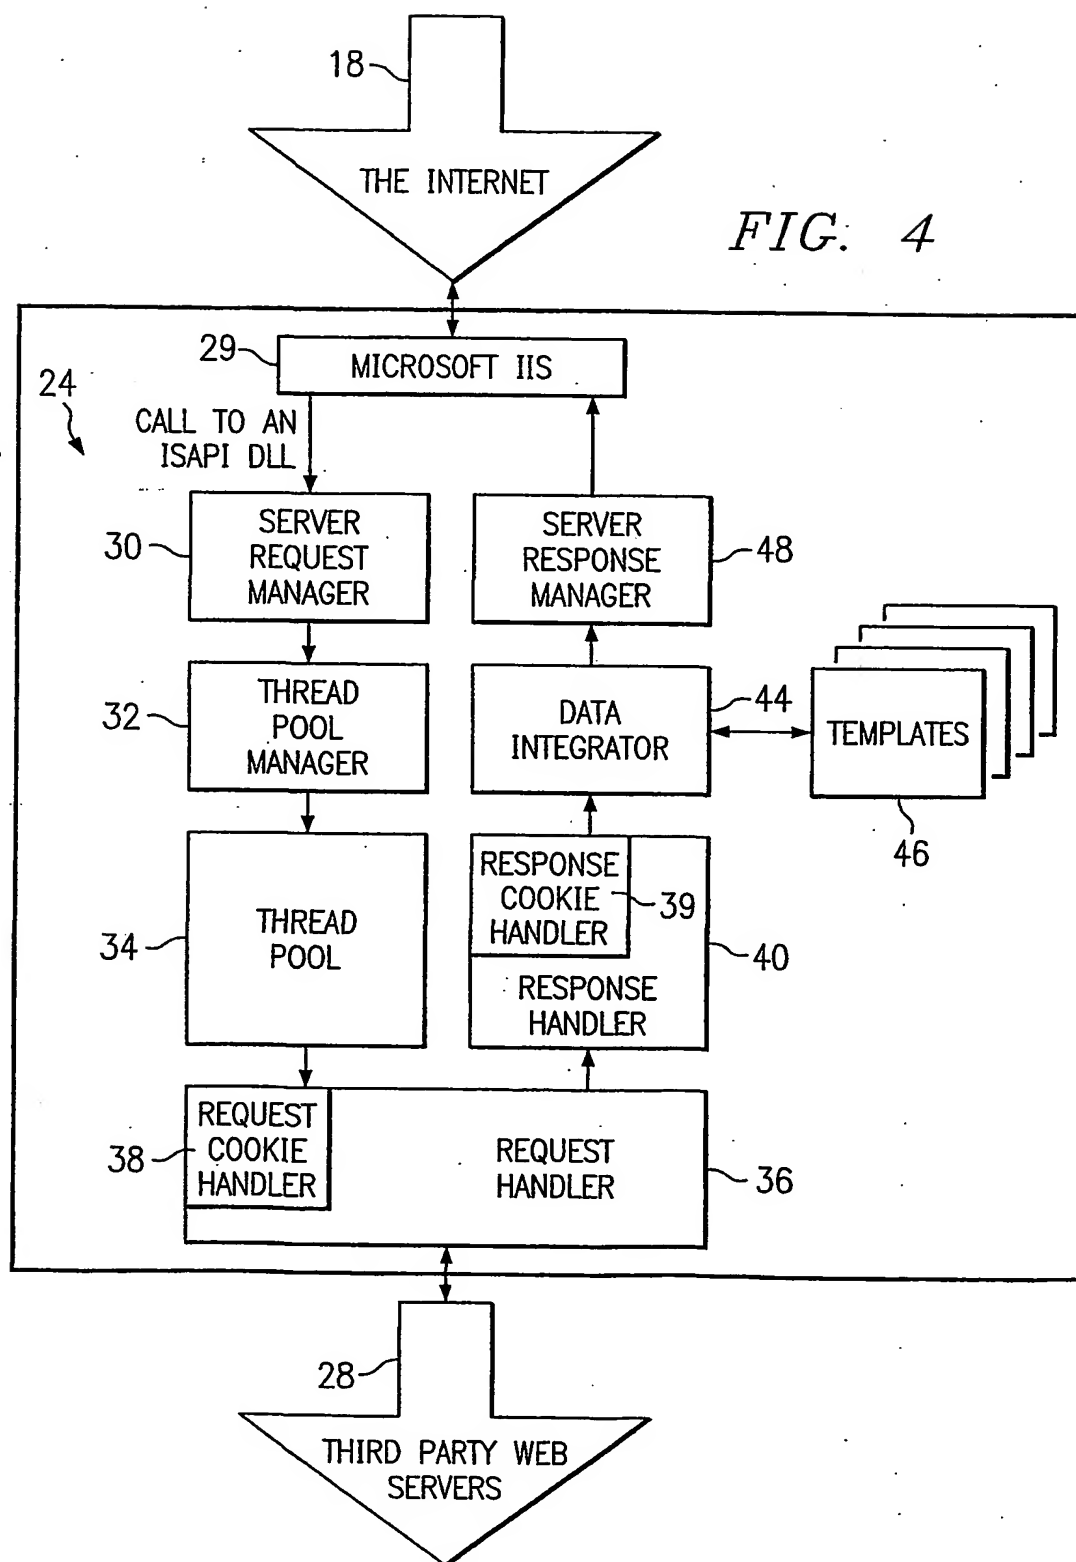 18
THE INTERNET
FIG. 4
29
MICROSOFT IIS
24
CALL TO AN
ISAPI DLL
30
SERVER
REQUEST
MANAGER
SERVER
RESPONSE
MANAGER
48
32
THREAD
POOL
MANAGER
DATA
INTEGRATOR
44
TEMPLATES
46
34
THREAD
POOL
RESPONSE
COOKIE
HANDLER
39
40
RESPONSE
HANDLER
38
REQUEST
COOKIE
HANDLER
REQUEST
HANDLER
36
28
THIRD PARTY WEB
SERVERS